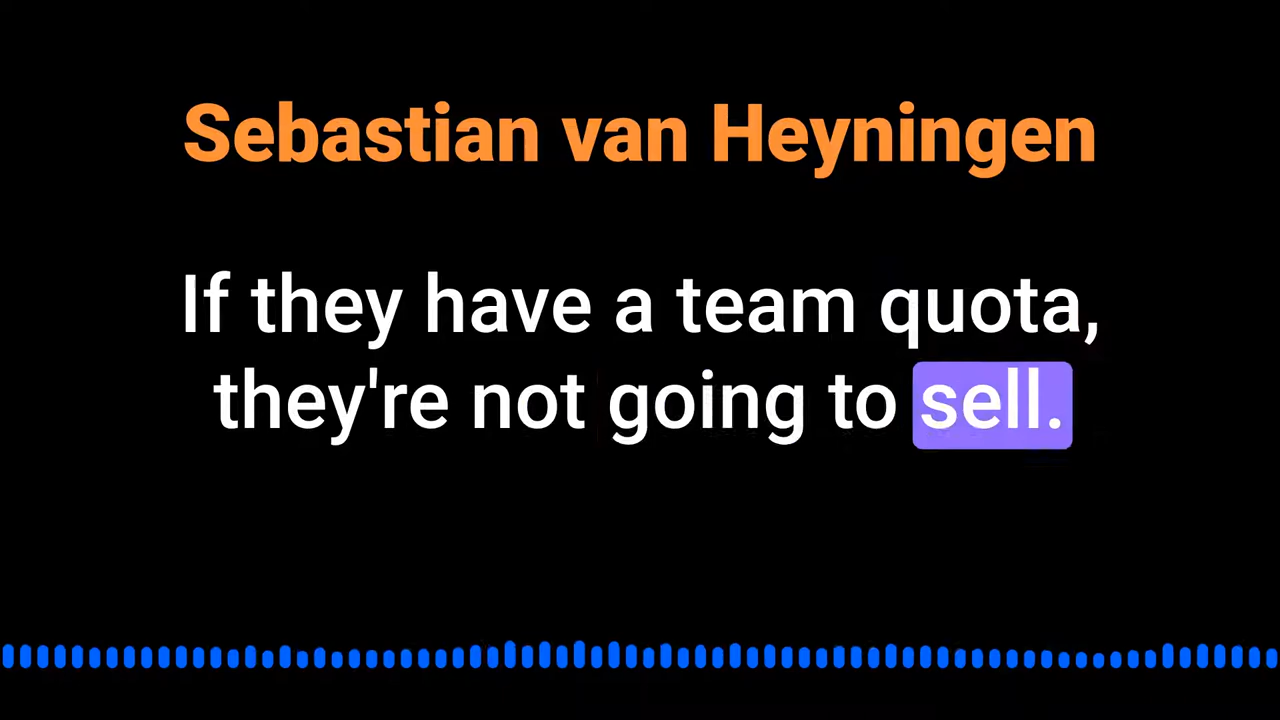 Sebastian van Heyningen
If they have a team quota,
they're not going to sell.